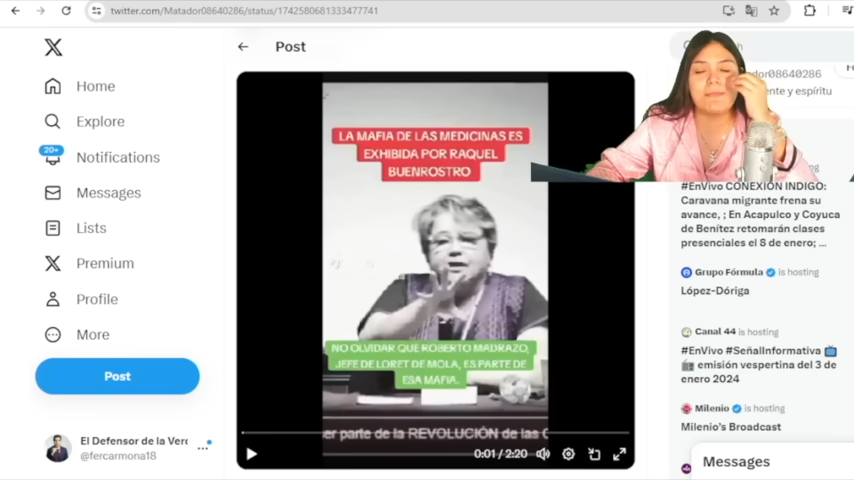 twitter.com/Matador08640286/status/1742580681333477741
Post
Home
Explore
20+
Notifications
Messages
Lists
Premium
Profile
More
Post
El Defensor de la Verd
@fercarmona18
LA MAFIA DE LAS MEDICINAS ES
EXHIBIDA POR RAQUEL
BUENROSTRO
NO OLVIDAR QUE ROBERTO MADRAZO,
JEFE DE LORET DE MOLA, ES PARTE DE
ESA MAFIA.
er parte de la REVOLUCIÓN de las
0:01 / 2:20
dor08640286
ente y espíritu
#EnVivo CONEXIÓN INDIGO:
Caravana migrante frena su
avance, ; En Acapulco y Coyuca
de Benítez retomarán clases
presenciales el 8 de enero; ...
Grupo Fórmula is hosting
López-Dóriga
Canal 44 is hosting
#EnVivo #SeñalInformativa 📺
📹 emisión vespertina del 3 de
enero 2024
Milenio is hosting
Milenio's Broadcast
Messages